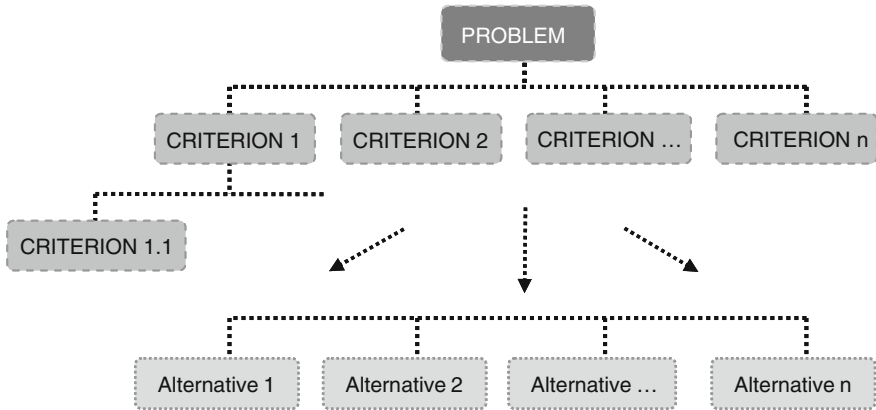 PROBLEM
CRITERION 1
CRITERION 2
CRITERION …
CRITERION n
CRITERION 1.1
Alternative 1
Alternative 2
Alternative …
Alternative n